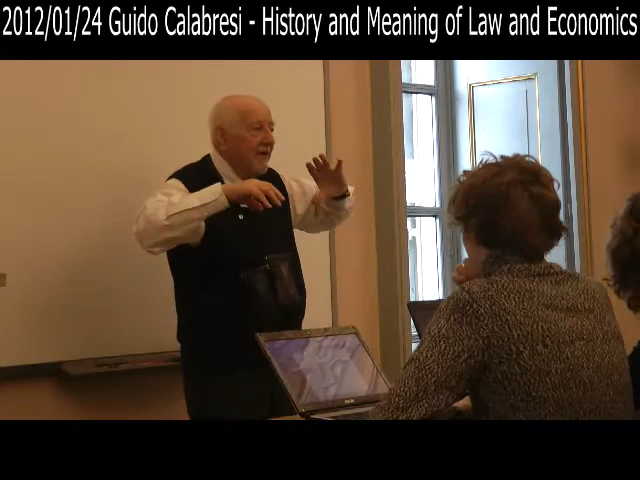 2012/01/24 Guido Calabresi - History and Meaning of Law and Economics